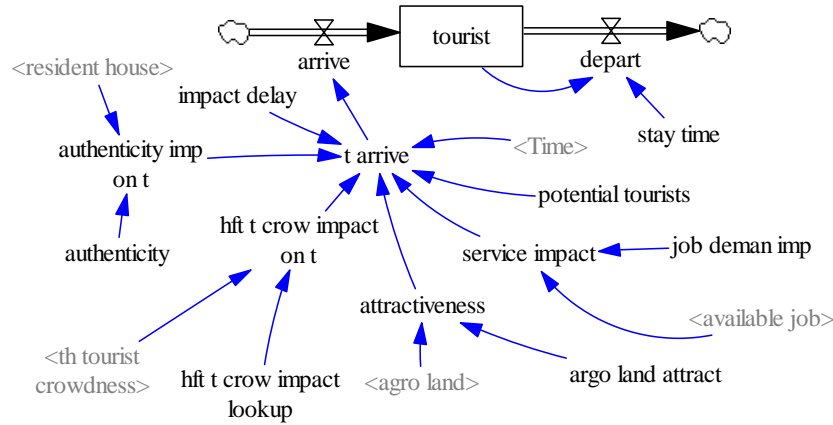 tourist
arrive
depart
<resident house>
impact delay
stay time
authenticity imp
on t
t arrive
<Time>
potential tourists
hft t crow impact
on t
authenticity
service impact
job deman imp
attractiveness
<available job>
<th tourist
crowdness>
hft t crow impact
lookup
<agro land>
argo land attract